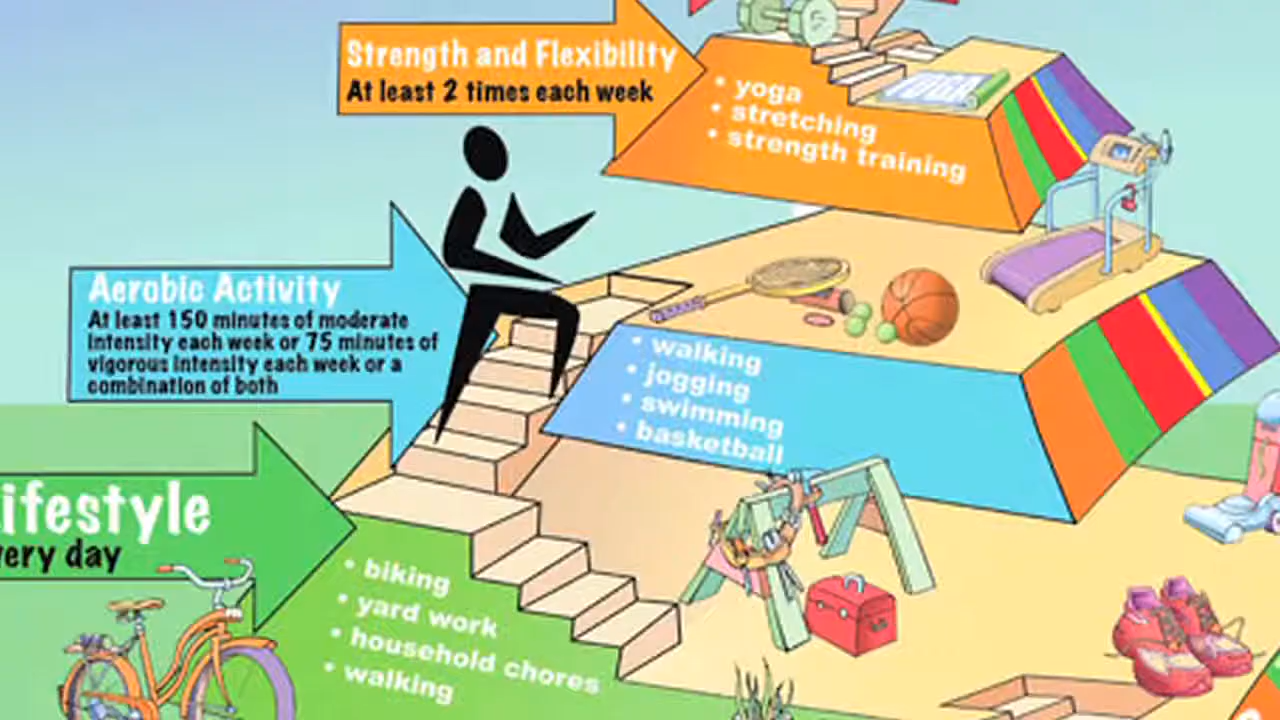 Strength and Flexibility
At least 2 times each week
• yoga
• stretching
• strength training
YOGA
Aerobic Activity
At least 150 minutes of moderate
intensity each week or 75 minutes of
vigorous intensity each week or a
combination of both
• walking
• jogging
• swimming
• basketball
ifestyle
very day
• biking
• yard work
• household chores
• walking